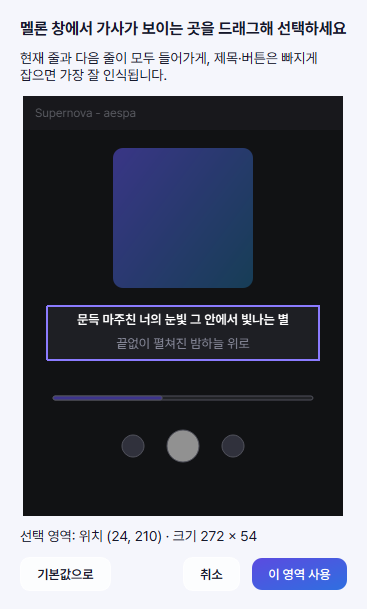 멜론 창에서 가사가 보이는 곳을 드래그해 선택하세요
현재 줄과 다음 줄이 모두 들어가게, 제목·버튼은 빠지게
잡으면 가장 잘 인식됩니다.
Supernova - aespa
문득 마주친 너의 눈빛 그 안에서 빛나는 별
끝없이 펼쳐진 밤하늘 위로
선택 영역: 위치 (24, 210) · 크기 272 × 54
기본값으로
취소
이 영역 사용